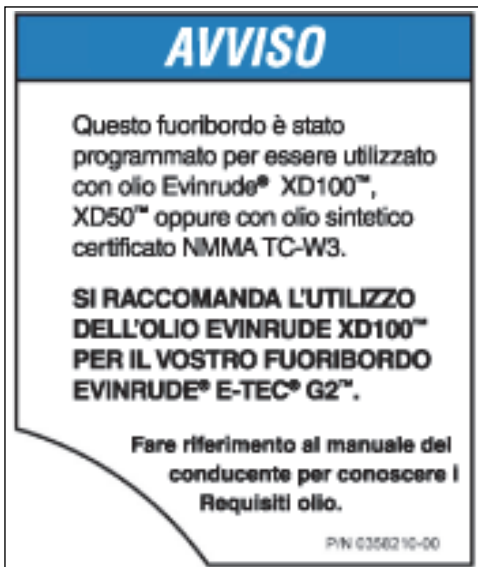 AVVISO
Questo fuoribordo è stato
programmato per essere utilizzato
con olio Evinrude® XD100™,
XD50™ oppure con olio sintetico
certificato NMMA TC-W3.
SI RACCOMANDA L'UTILIZZO
DELL'OLIO EVINRUDE XD100™
PER IL VOSTRO FUORIBORDO
EVINRUDE® E-TEC® G2™.
Fare riferimento al manuale del
conducente per conoscere i
Requisiti olio.
P/N 0358210-00